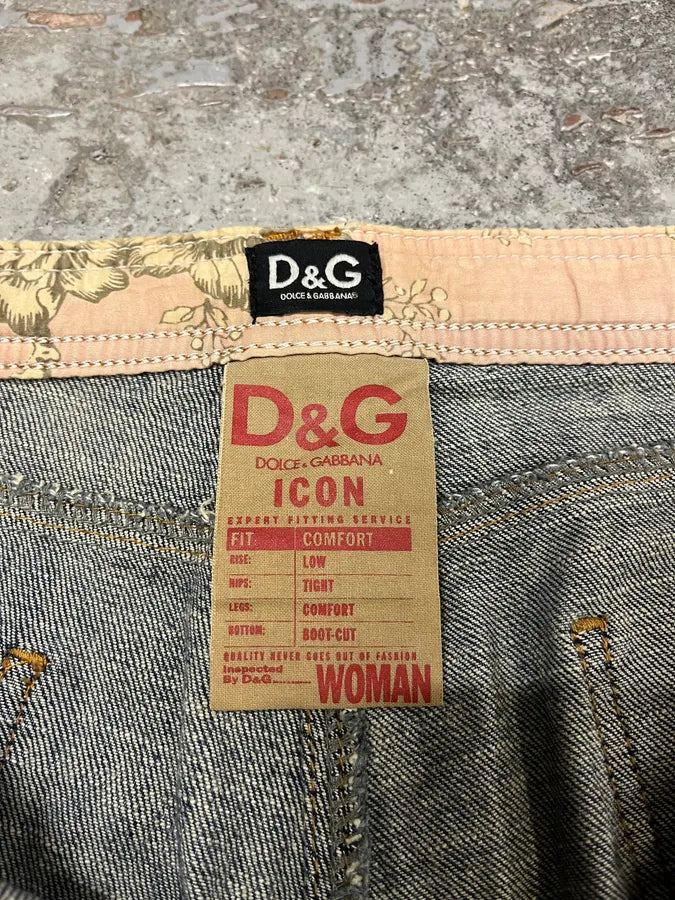 D&G
DOLCE & GABBANA®
D&G
DOLCE & GABBANA
ICON
EXPERT FITTING SERVICE
FIT: COMFORT
RISE: LOW
HIPS: TIGHT
LEGS: COMFORT
BOTTOM: BOOT-CUT
QUALITY NEVER GOES OUT OF FASHION
Inspected
By D&G
WOMAN